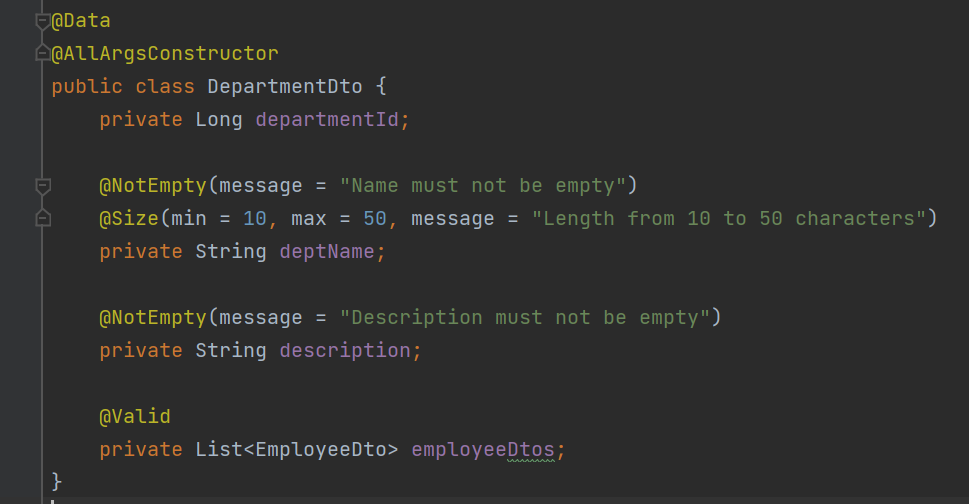 @Data
@AllArgsConstructor
public class DepartmentDto {
    private Long departmentId;

    @NotEmpty(message = "Name must not be empty")
    @Size(min = 10, max = 50, message = "Length from 10 to 50 characters")
    private String deptName;

    @NotEmpty(message = "Description must not be empty")
    private String description;

    @Valid
    private List<EmployeeDto> employeeDtos;
}